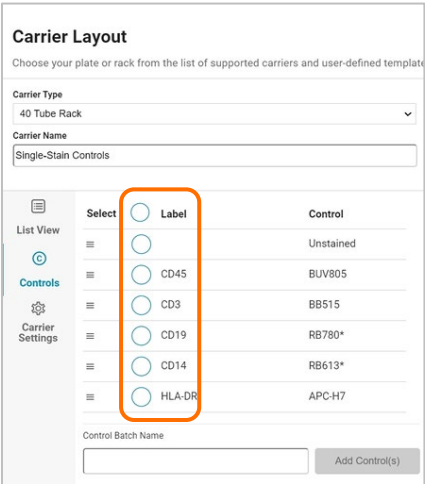 Carrier Layout
Choose your plate or rack from the list of supported carriers and user-defined template
Carrier Type
40 Tube Rack
Carrier Name
Single-Stain Controls
List View
C
Controls
Carrier
Settings
Select Label Control
Unstained
CD45 BUV805
CD3 BB515
CD19 RB780*
CD14 RB613*
HLA-DR APC-H7
Control Batch Name
Add Control(s)